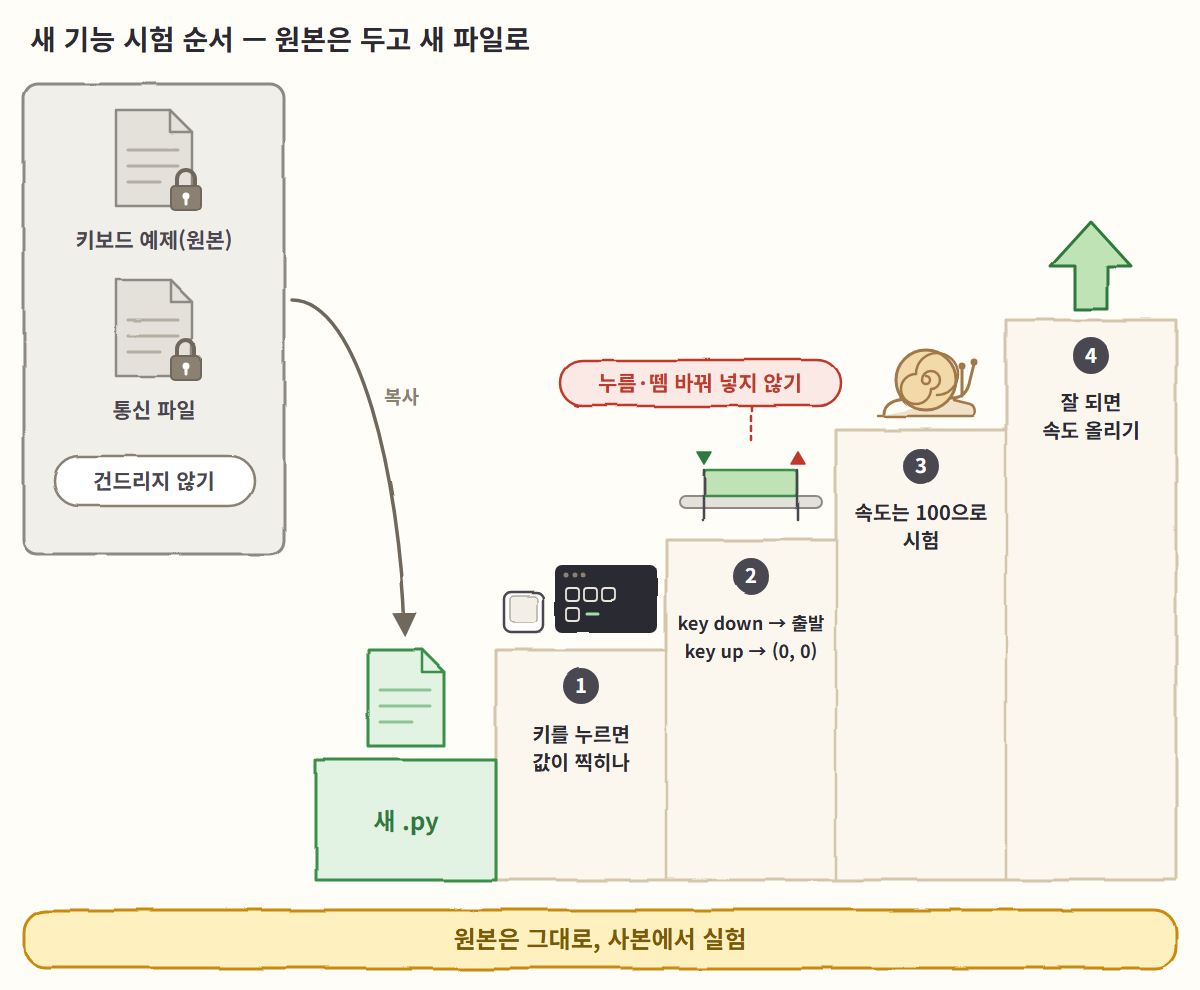 새 기능 시험 순서 — 원본은 두고 새 파일로
키보드 예제(원본)
통신 파일
건드리지 않기
복사
새 .py
1
키를 누르면
값이 찍히나
누름·뗌 바꿔 넣지 않기
2
key down → 출발
key up → (0, 0)
3
속도는 100으로
시험
4
잘 되면
속도 올리기
원본은 그대로, 사본에서 실험